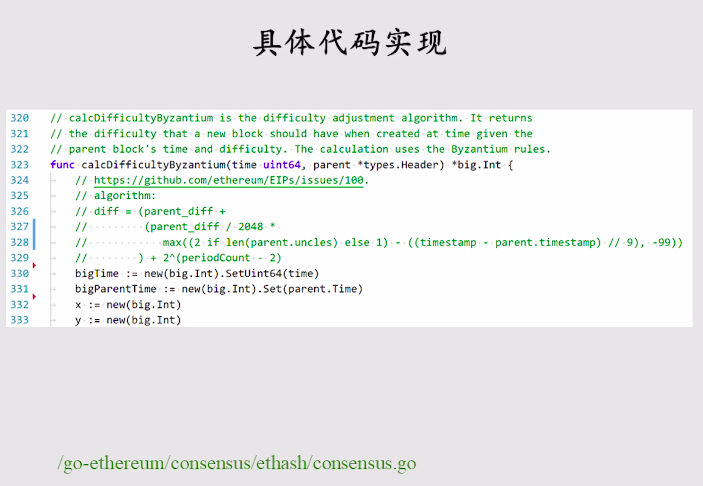 具体代码实现
320 // calcDifficultyByzantium is the difficulty adjustment algorithm. It returns
321 // the difficulty that a new block should have when created at time given the
322 // parent block's time and difficulty. The calculation uses the Byzantium rules.
323 func calcDifficultyByzantium(time uint64, parent *types.Header) *big.Int {
324 // https://github.com/ethereum/EIPs/issues/100.
325 // algorithm:
326 // diff = (parent_diff +
327 // (parent_diff / 2048 *
328 // max((2 if len(parent.uncles) else 1) - ((timestamp - parent.timestamp) // 9), -99))
329 // ) + 2^(periodCount - 2)
330 bigTime := new(big.Int).SetUint64(time)
331 bigParentTime := new(big.Int).Set(parent.Time)
332 x := new(big.Int)
333 y := new(big.Int)
/go-ethereum/consensus/ethash/consensus.go